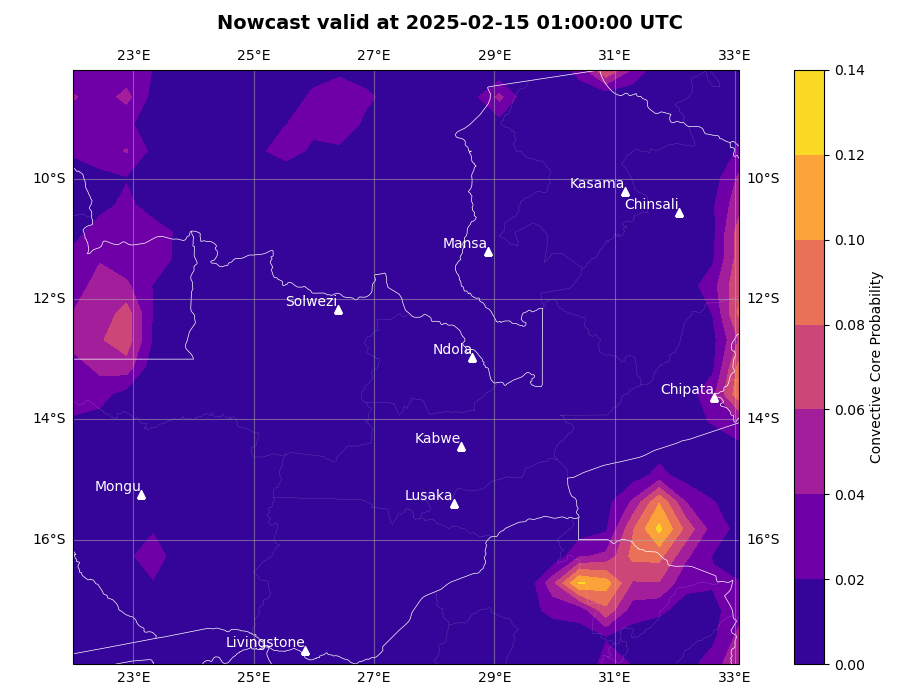 Nowcast valid at 2025-02-15 01:00:00 UTC
23°E 25°E 27°E 29°E 31°E 33°E
0.14
0.12
10°S 10°S
Kasama
Chinsali
0.10
Mansa
12°S 12°S
Solwezi
0.08
Ndola
Convective Core Probability
Chipata
0.06
14°S 14°S
Kabwe
Mongu
Lusaka
0.04
16°S 16°S
0.02
Livingstone
0.00
23°E 25°E 27°E 29°E 31°E 33°E